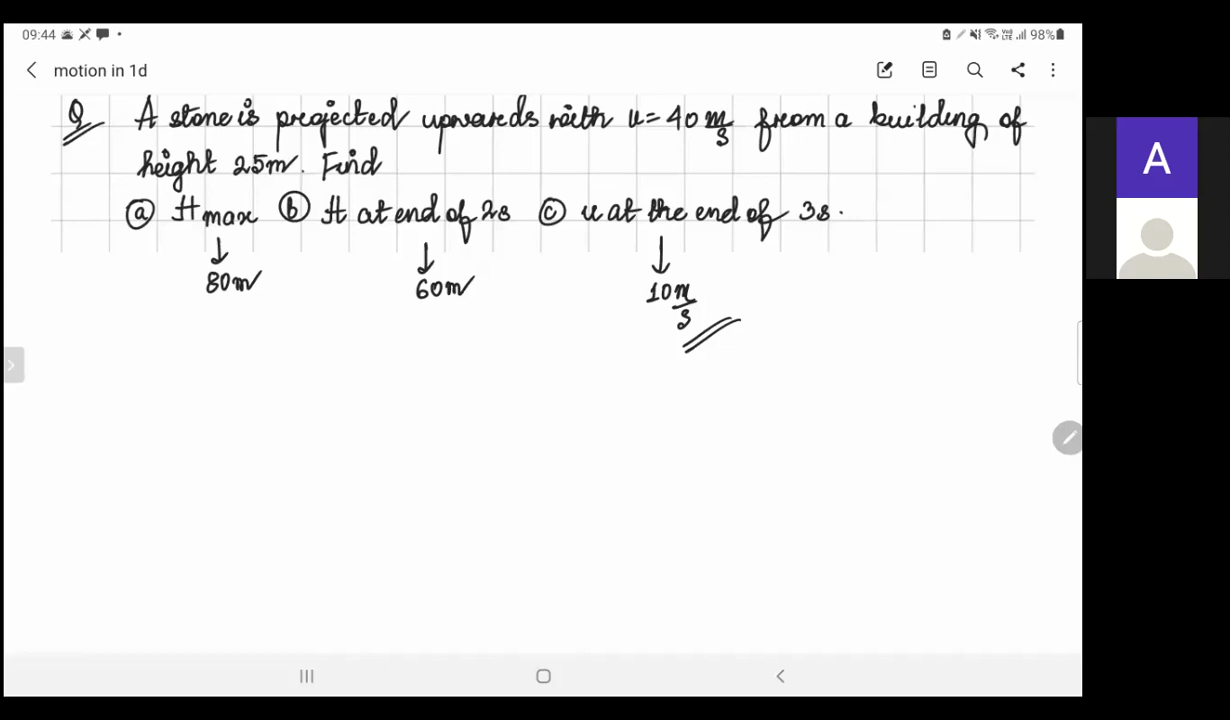 09:44
98%
motion in 1d
Q A stone is projected upwards with u = 40 m/s from a building of
height 25m. Find
ⓐ Hmax ⓑ H at end of 2s ⓒ u at the end of 3s.
↓ ↓ ↓
80m 60m 10 m/s
A